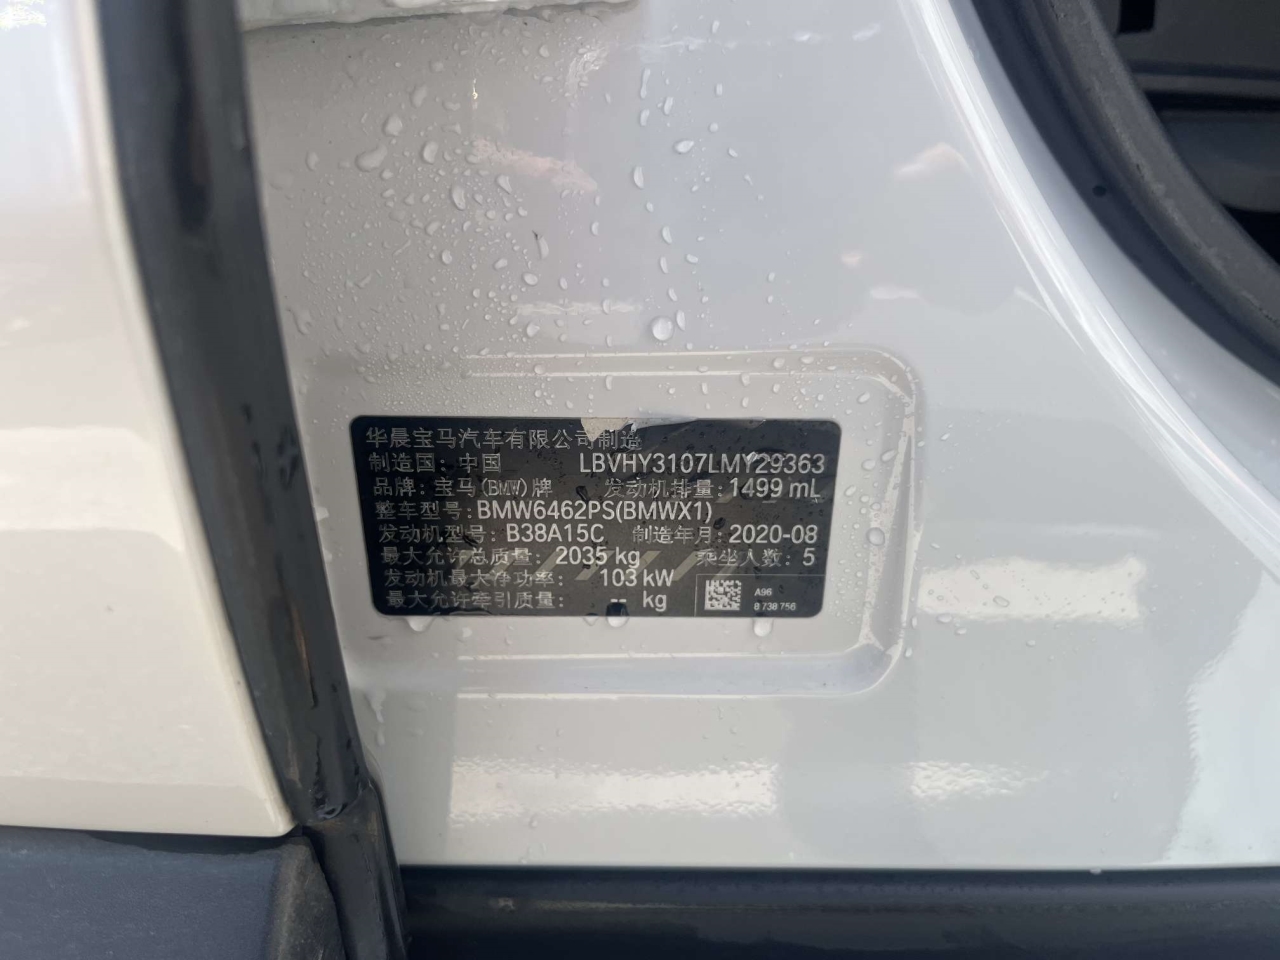 华晨宝马汽车有限公司制造
制造国：中国 LBVHY3107LMY29363
品牌：宝马(BMW)牌 发动机排量：1499 mL
整车型号：BMW6462PS(BMWX1)
发动机型号：B38A15C 制造年月：2020-08
最大允许总质量：2035 kg 乘坐人数：5
发动机最大净功率：103 kW
最大允许牵引质量：-- kg
A96
8 738 756